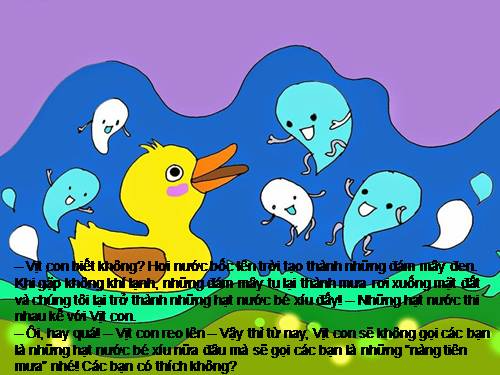 – Vịt con biết không? Hơi nước bốc lên trời tạo thành những đám mây đen.
Khi gặp không khí lạnh, những đám mây tu lại thành mưa rơi xuống mặt đất
và chúng tôi lại trở thành những hạt nước bé xíu đấy! – Những hạt nước thi
nhau kể với Vịt con.
– Ôi, hay quá! – Vịt con reo lên – Vậy thì từ nay, Vịt con sẽ không gọi các bạn
là những hạt nước bé xíu nữa đâu mà sẽ gọi các bạn là những “nàng tiên
mưa” nhé! Các bạn có thích không?